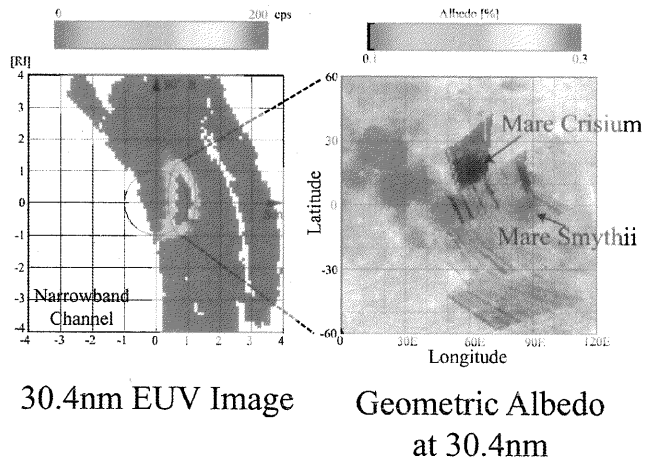 0 200 cps
Albedo [%]
0.1 0.3
[RJ]
4
3
2
1
0
-1
-2
-3
-4
-4 -3 -2 -1 0 1 2 3 4
Narrowband
Channel
60
30
0
-30
-60
Latitude
0 30E 60E 90E 120E
Longitude
Mare Crisium
Mare Smythii
30.4nm EUV Image
Geometric Albedo
at 30.4nm